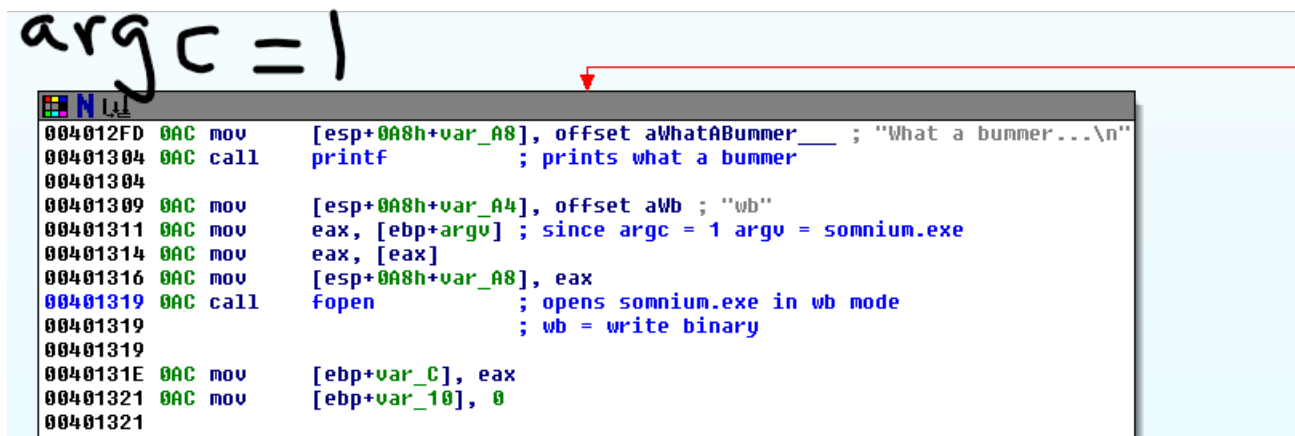 argc = 1
N
004012FD 0AC mov [esp+0A8h+var_A8], offset aWhatABummer___ ; "What a bummer...\n"
00401304 0AC call printf ; prints what a bummer
00401304
00401309 0AC mov [esp+0A8h+var_A4], offset aWb ; "wb"
00401311 0AC mov eax, [ebp+argv] ; since argc = 1 argv = somnium.exe
00401314 0AC mov eax, [eax]
00401316 0AC mov [esp+0A8h+var_A8], eax
00401319 0AC call fopen ; opens somnium.exe in wb mode
00401319 ; wb = write binary
00401319
0040131E 0AC mov [ebp+var_C], eax
00401321 0AC mov [ebp+var_10], 0
00401321